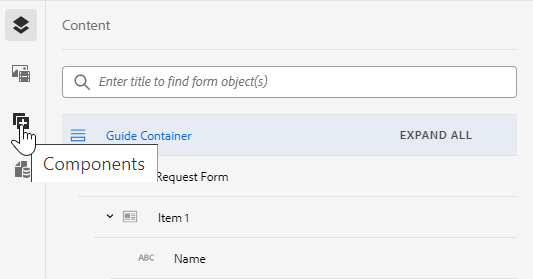 Content
Enter title to find form object(s)
Guide Container EXPAND ALL
Components
Request Form
Item 1
ABC Name